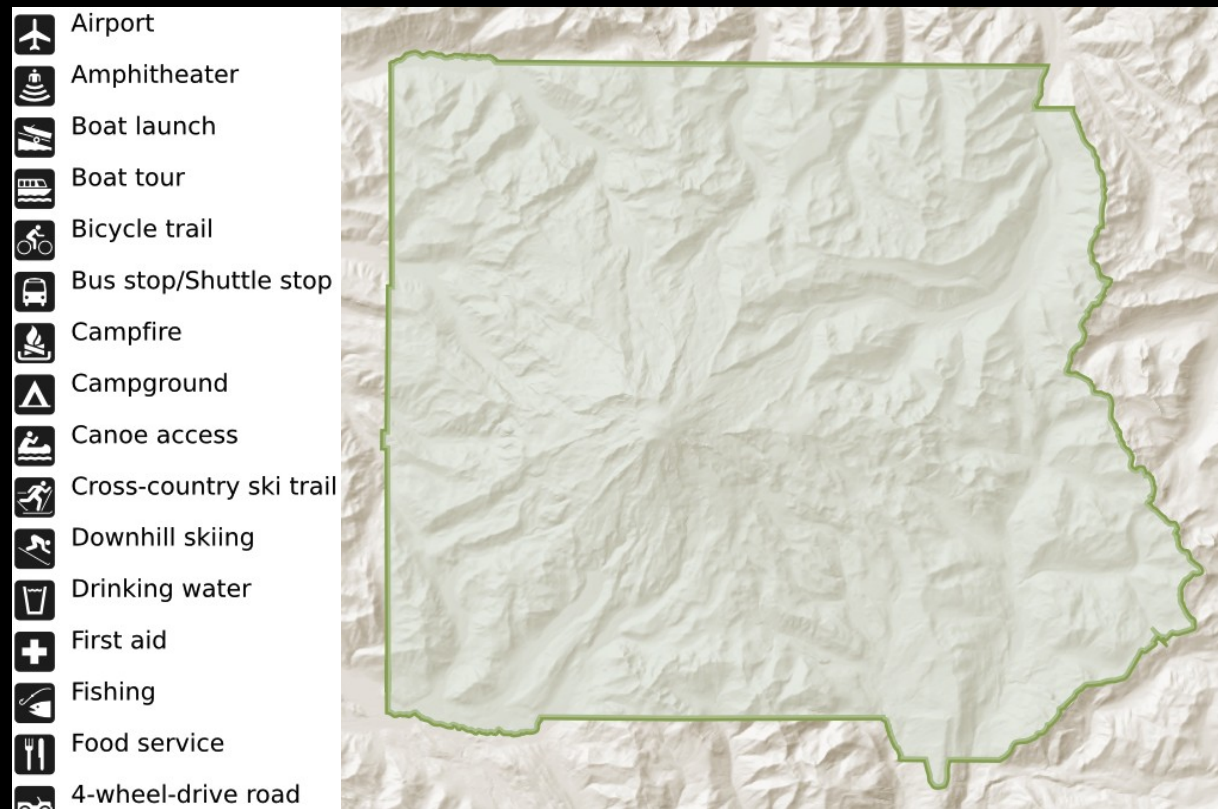 Airport
Amphitheater
Boat launch
Boat tour
Bicycle trail
Bus stop/Shuttle stop
Campfire
Campground
Canoe access
Cross-country ski trail
Downhill skiing
Drinking water
First aid
Fishing
Food service
4-wheel-drive road